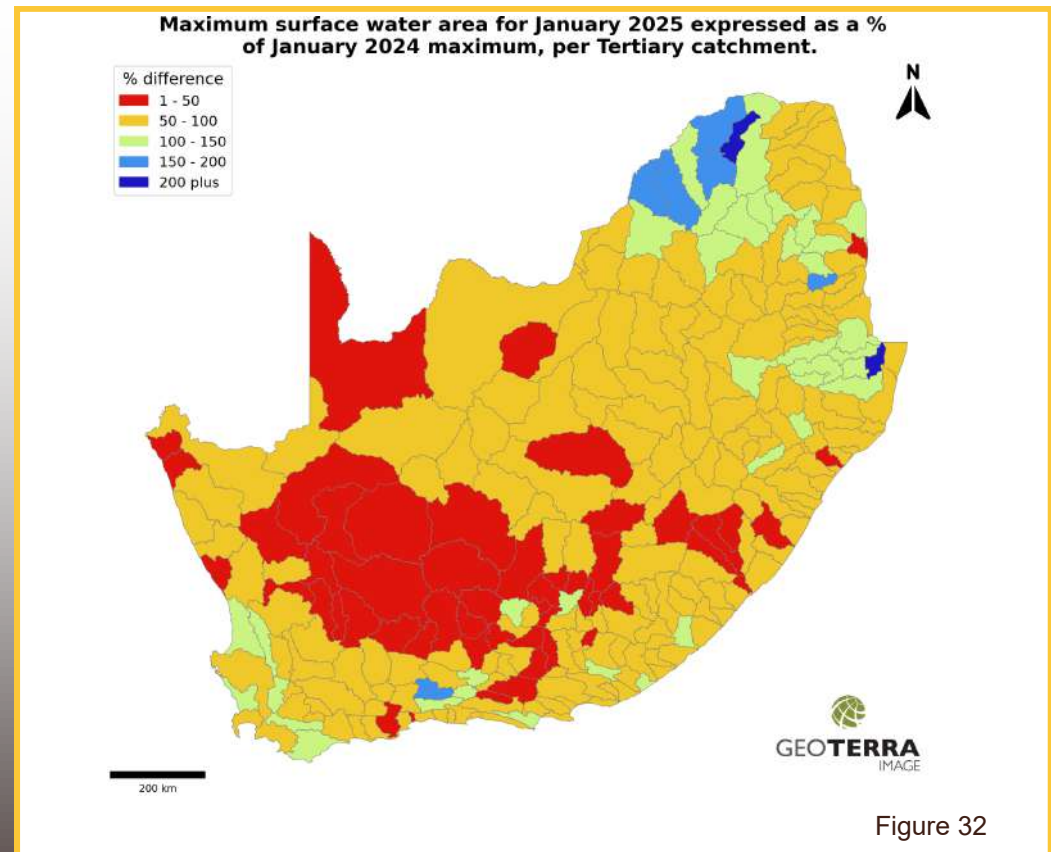 Maximum surface water area for January 2025 expressed as a %
of January 2024 maximum, per Tertiary catchment.
% difference
1 - 50
50 - 100
100 - 150
150 - 200
200 plus
N
GEOTERRA
IMAGE
200 km
Figure 32